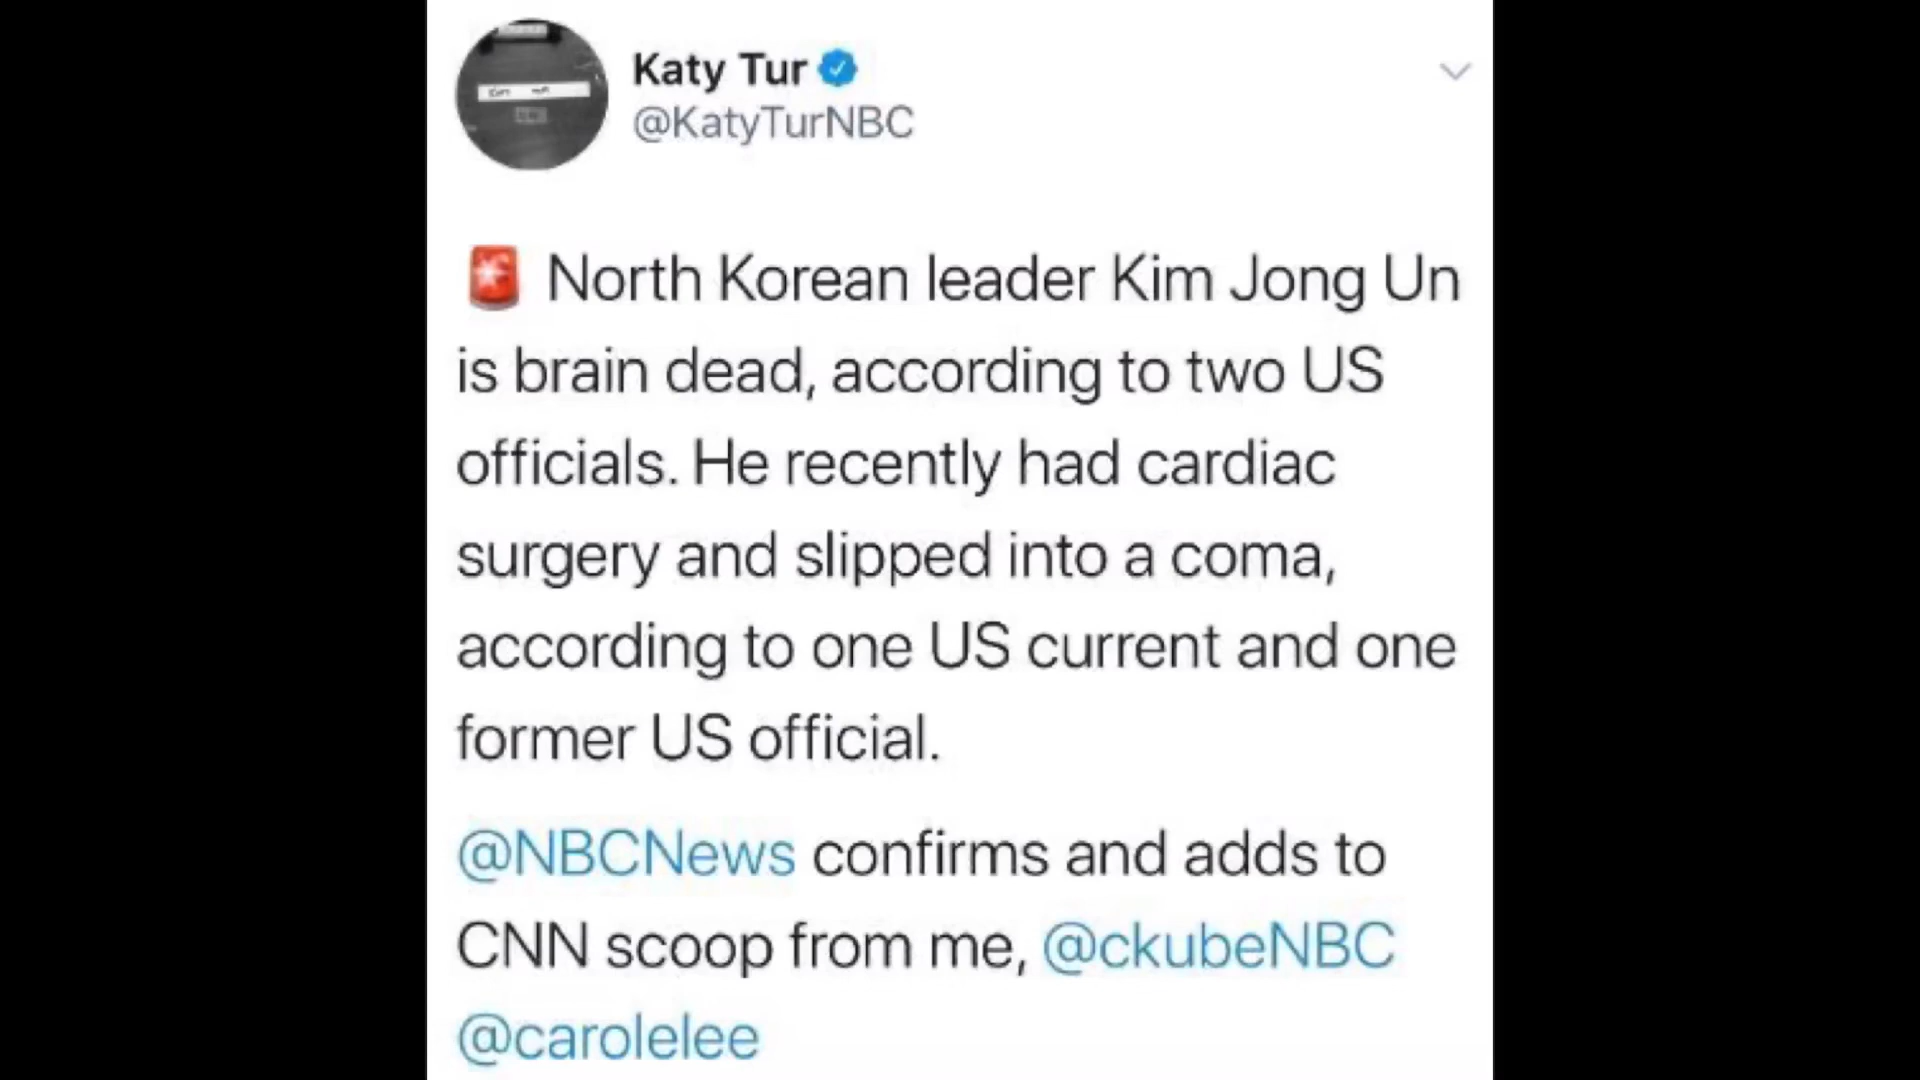 Katy Tur
@KatyTurNBC
🚨 North Korean leader Kim Jong Un
is brain dead, according to two US
officials. He recently had cardiac
surgery and slipped into a coma,
according to one US current and one
former US official.
@NBCNews confirms and adds to
CNN scoop from me, @ckubeNBC
@carolelee